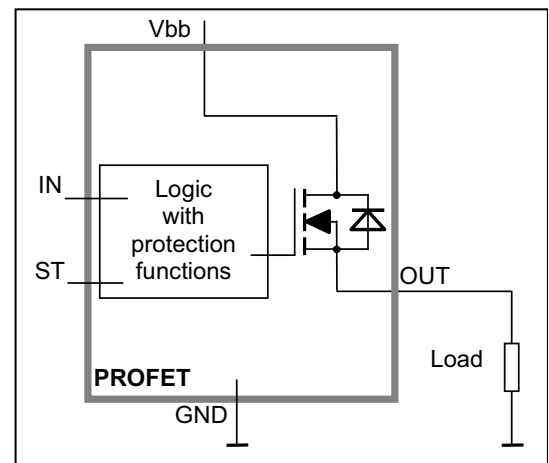 Vbb
IN
Logic
with
protection
functions
ST
OUT
Load
PROFET
GND